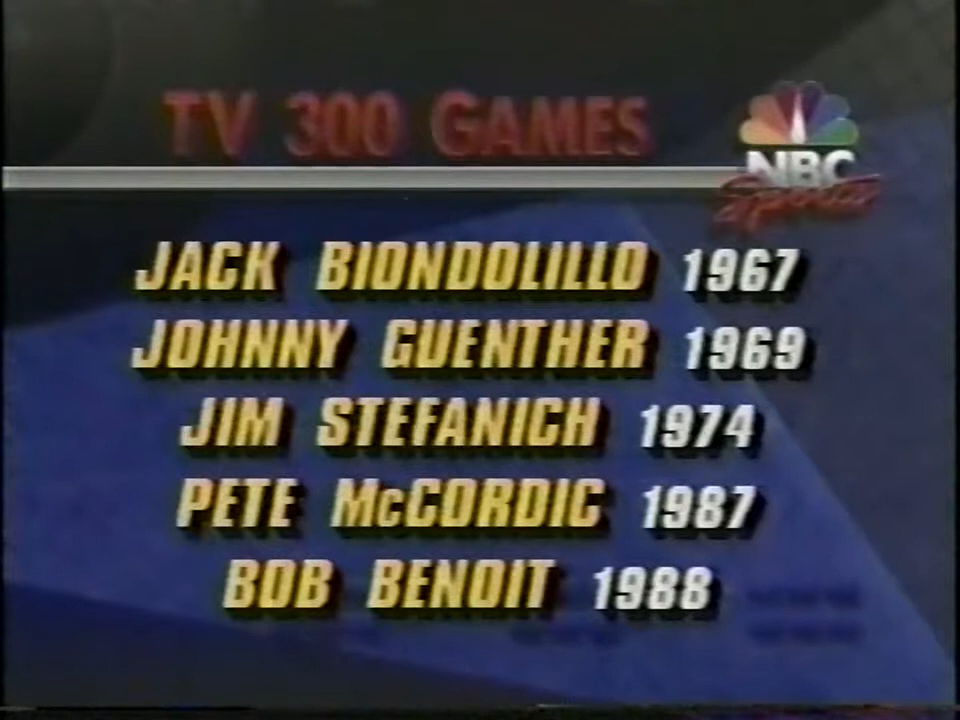 TV 300 GAMES
NBC
Sports
JACK BIONDOLILLO 1967
JOHNNY GUENTHER 1969
JIM STEFANICH 1974
PETE McCORDIC 1987
BOB BENOIT 1988